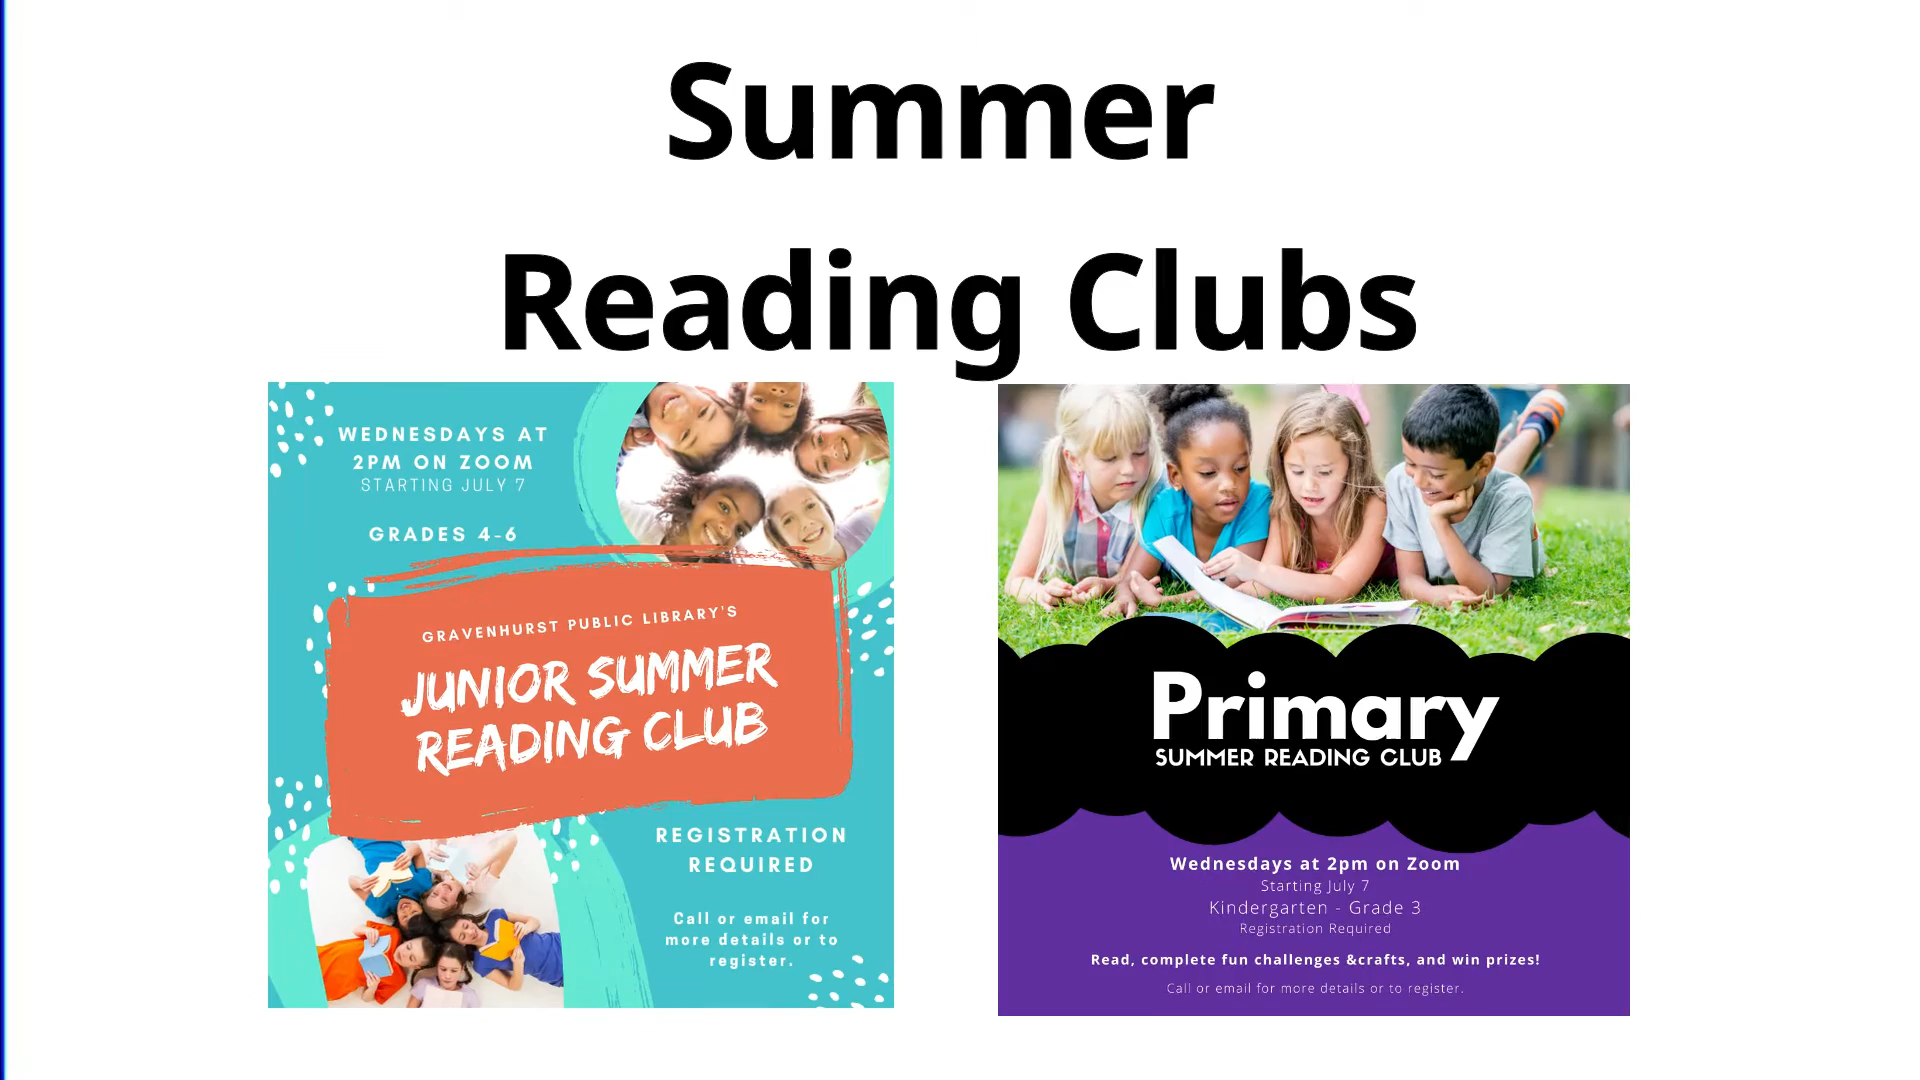 Summer
Reading Clubs
WEDNESDAYS AT
2PM ON ZOOM
STARTING JULY 7
GRADES 4-6
GRAVENHURST PUBLIC LIBRARY'S
JUNIOR SUMMER
READING CLUB
REGISTRATION
REQUIRED
Call or email for
more details or to
register.
Primary
SUMMER READING CLUB
Wednesdays at 2pm on Zoom
Starting July 7
Kindergarten - Grade 3
Registration Required
Read, complete fun challenges &crafts, and win prizes!
Call or email for more details or to register.